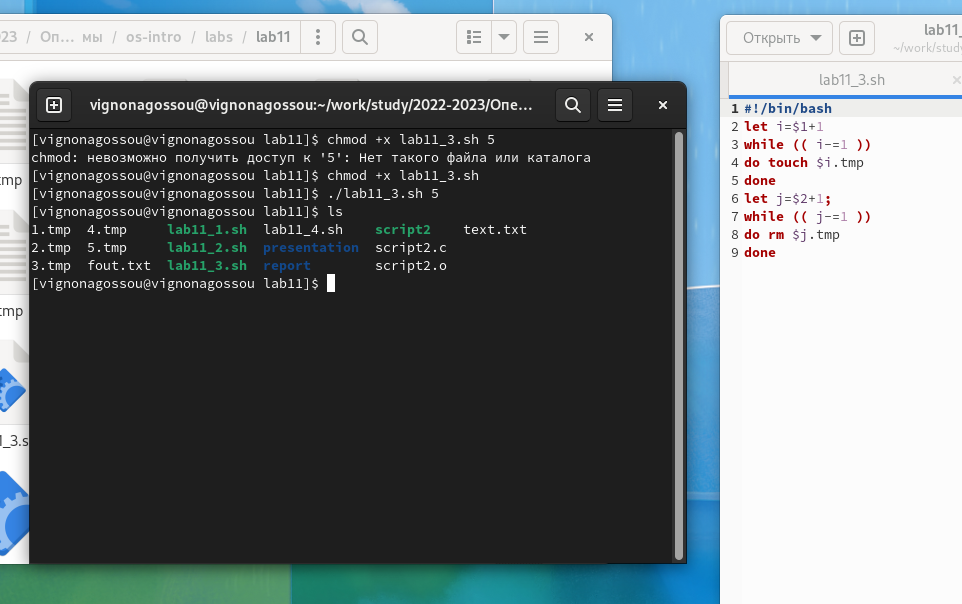 23 / Оп… мы / os-intro / labs / lab11
Открыть
lab11_
~/work/study
lab11_3.sh
vignonagossou@vignonagossou:~/work/study/2022-2023/Опе…
[vignonagossou@vignonagossou lab11]$ chmod +x lab11_3.sh 5
chmod: невозможно получить доступ к '5': Нет такого файла или каталога
[vignonagossou@vignonagossou lab11]$ chmod +x lab11_3.sh
[vignonagossou@vignonagossou lab11]$ ./lab11_3.sh 5
[vignonagossou@vignonagossou lab11]$ ls
1.tmp 4.tmp lab11_1.sh lab11_4.sh script2 text.txt
2.tmp 5.tmp lab11_2.sh presentation script2.c
3.tmp fout.txt lab11_3.sh report script2.o
[vignonagossou@vignonagossou lab11]$
1 #!/bin/bash
2 let i=$1+1
3 while (( i-=1 ))
4 do touch $i.tmp
5 done
6 let j=$2+1;
7 while (( j-=1 ))
8 do rm $j.tmp
9 done
tmp
tmp
1_3.s